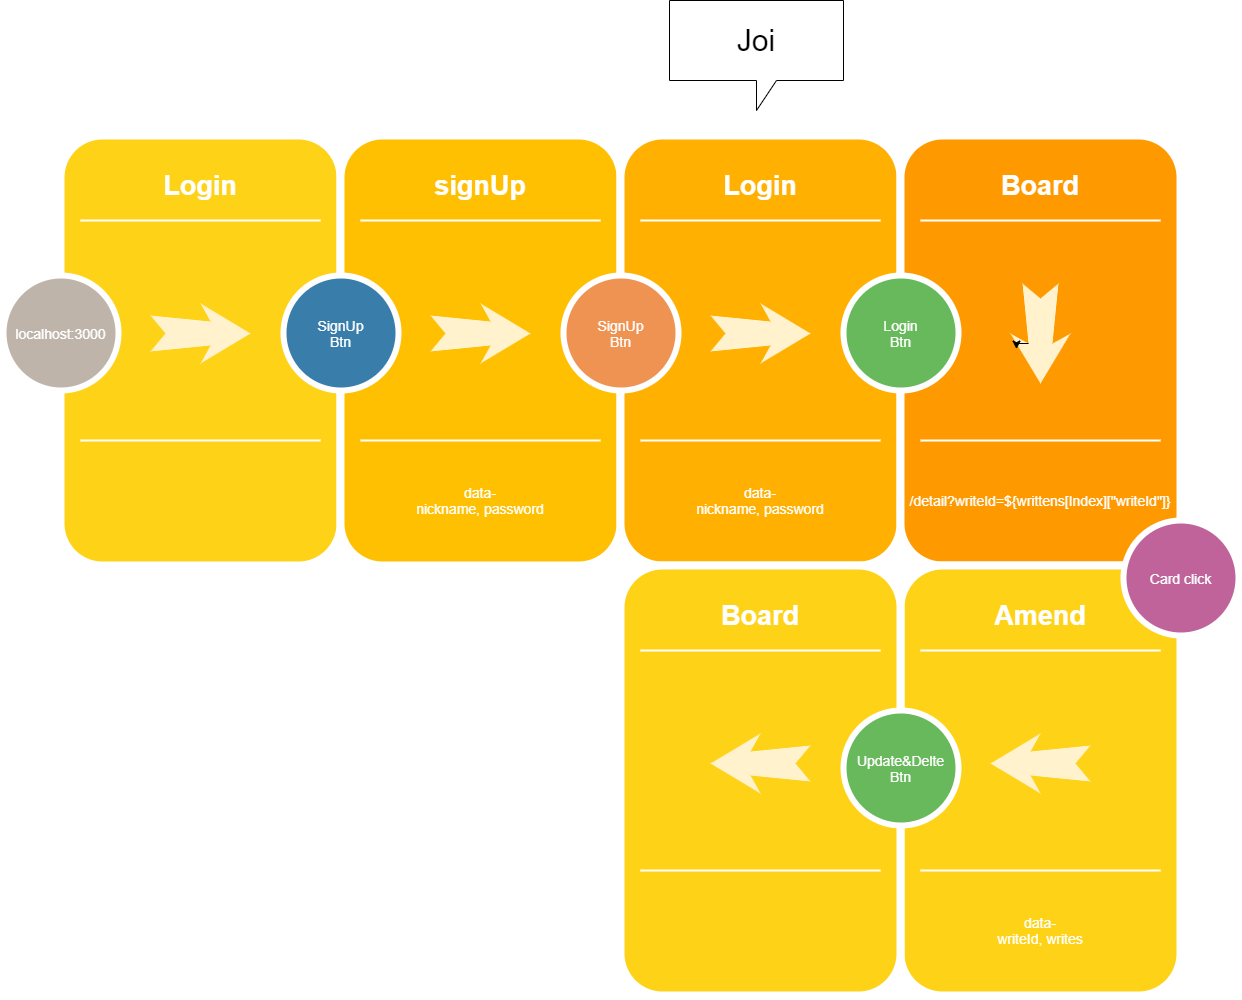 Joi
Login
signUp
Login
Board
localhost:3000
SignUp
Btn
SignUp
Btn
Login
Btn
data-
nickname, password
data-
nickname, password
/detail?writeId=${writtens[Index]["writeId"]}
Card click
Board
Amend
Update&Delte
Btn
data-
writeId, writes